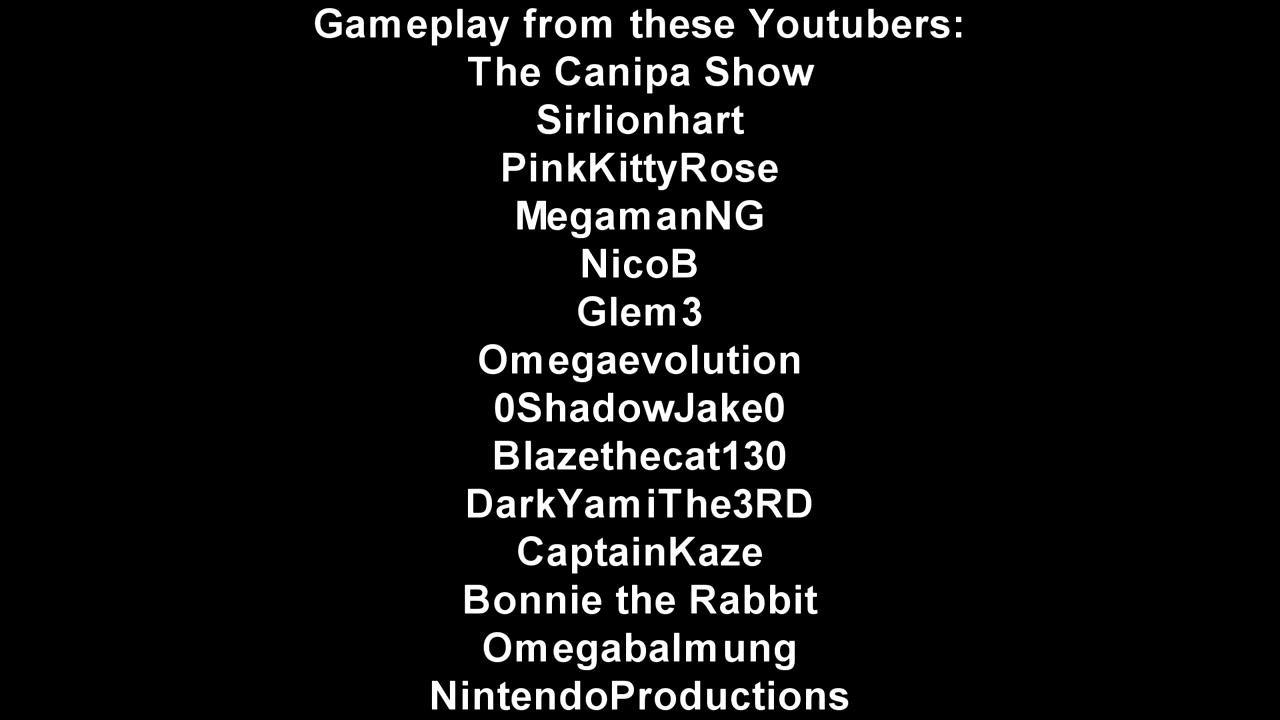 Gameplay from these Youtubers:
The Canipa Show
Sirlionhart
PinkKittyRose
MegamanNG
NicoB
Glem3
Omegaevolution
0ShadowJake0
Blazethecat130
DarkYamiThe3RD
CaptainKaze
Bonnie the Rabbit
Omegabalmung
NintendoProductions